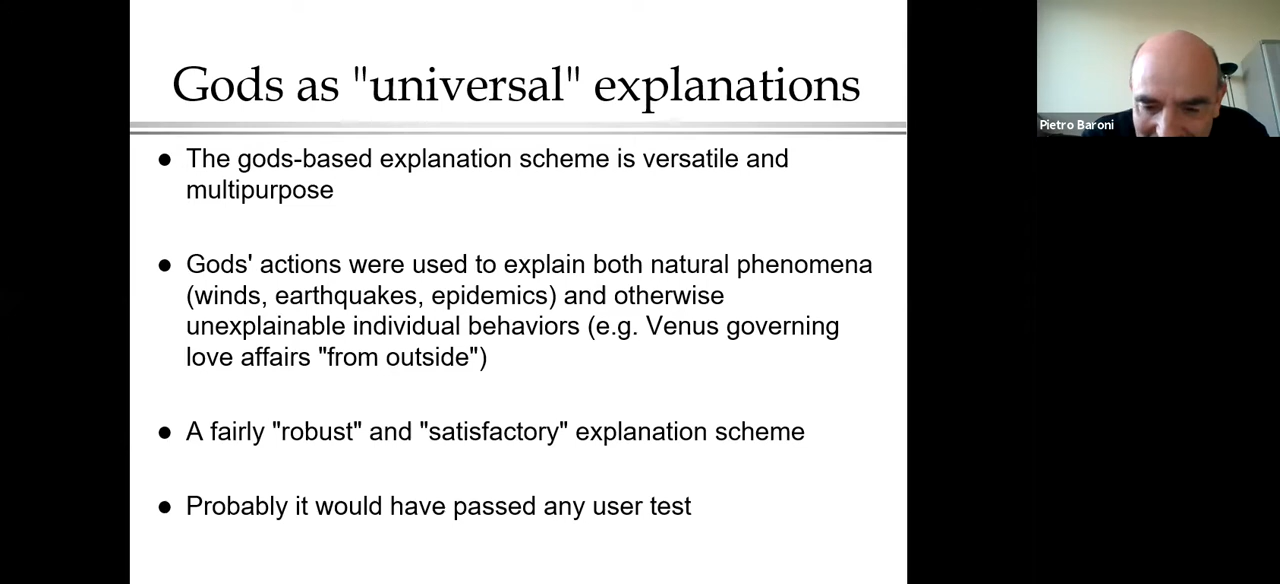 Gods as "universal" explanations
● The gods-based explanation scheme is versatile and
multipurpose
● Gods' actions were used to explain both natural phenomena
(winds, earthquakes, epidemics) and otherwise
unexplainable individual behaviors (e.g. Venus governing
love affairs "from outside")
● A fairly "robust" and "satisfactory" explanation scheme
● Probably it would have passed any user test
Pietro Baroni